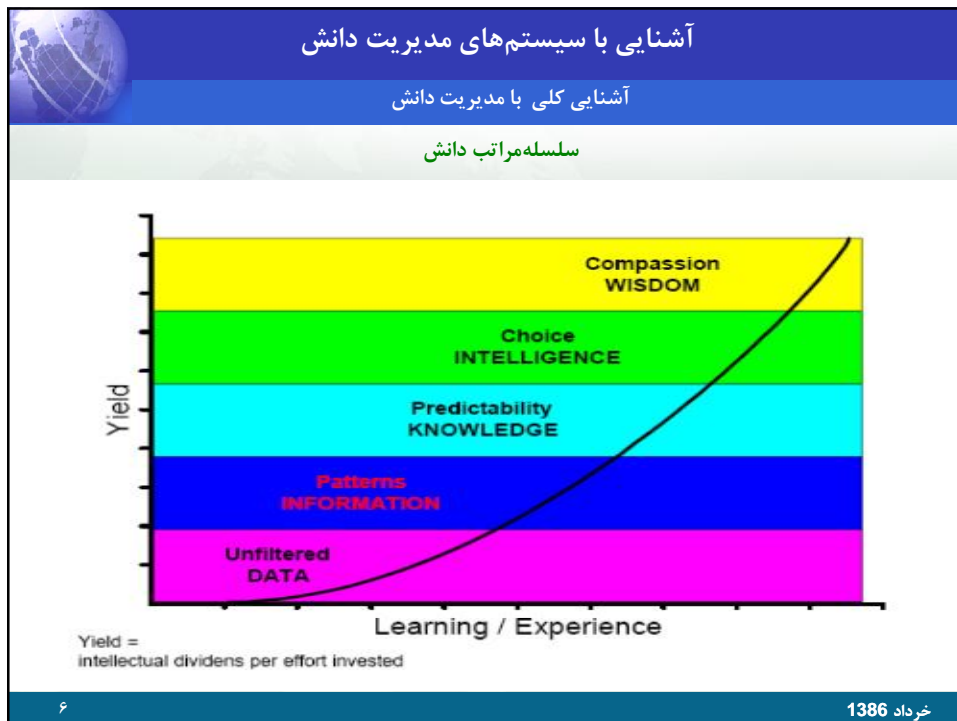 آشنایی با سیستم‌های مدیریت دانش
آشنایی کلی با مدیریت دانش
سلسله‌مراتب دانش
Compassion
WISDOM
Choice
INTELLIGENCE
Predictability
KNOWLEDGE
Patterns
INFORMATION
Unfiltered
DATA
Yield
Learning / Experience
Yield =
intellectual dividens per effort invested
خرداد 1386
۶